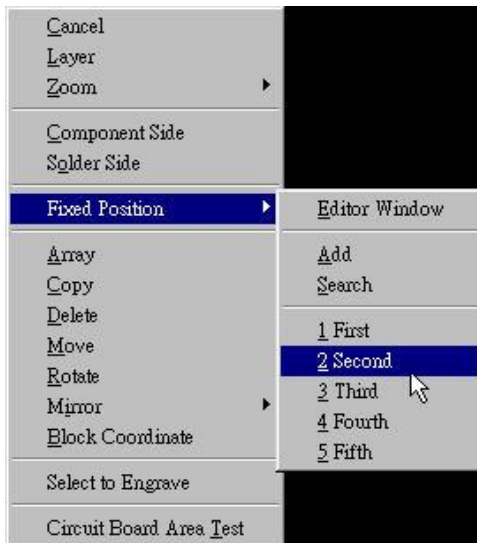 Cancel
Layer
Zoom
Component Side
Solder Side
Fixed Position
Array
Copy
Delete
Move
Rotate
Mirror
Block Coordinate
Select to Engrave
Circuit Board Area Test
Editor Window
Add
Search
1 First
2 Second
3 Third
4 Fourth
5 Fifth